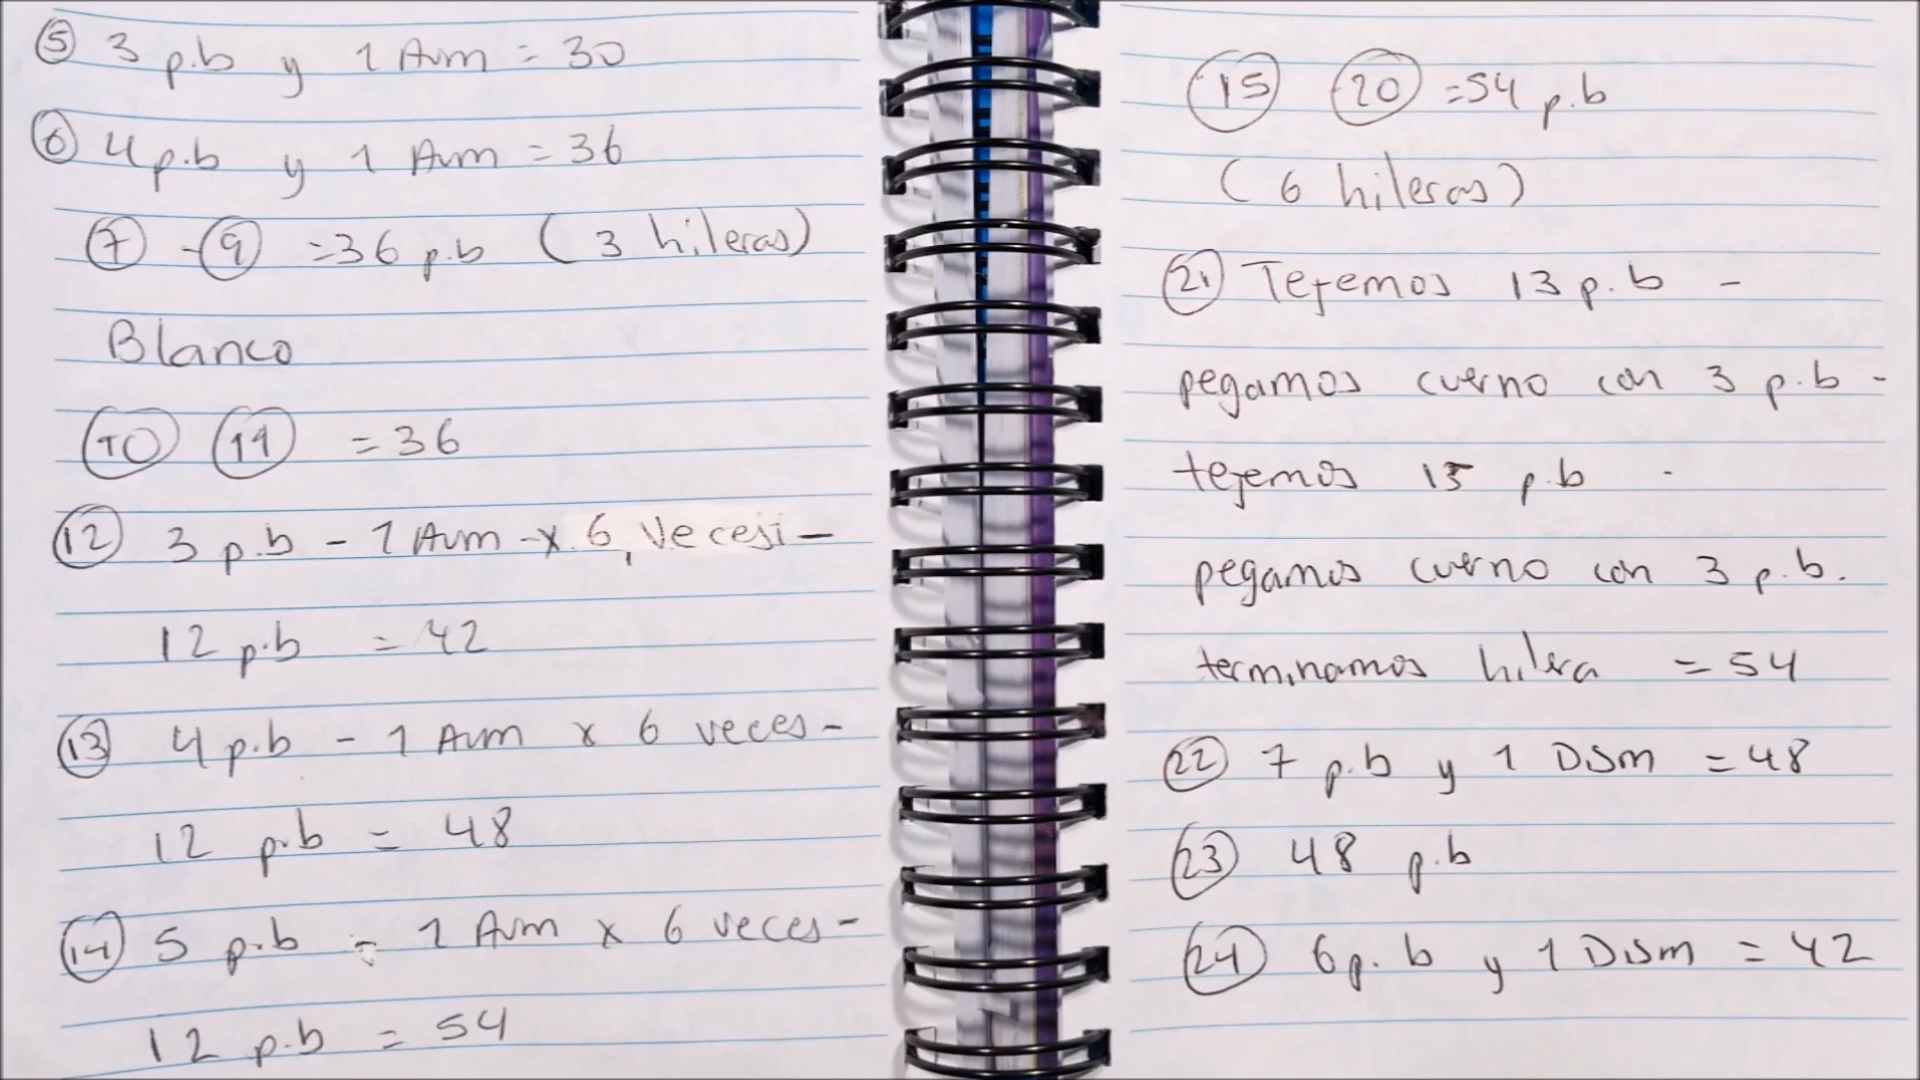 ⑤ 3 p.b y 1 Aum = 30
⑥ 4 p.b y 1 Aum = 36
⑦ - ⑨ = 36 p.b ( 3 hileras)
Blanco
⑩ ⑪ = 36
⑫ 3 p.b - 1 Aum - x 6 veces -
12 p.b = 42
⑬ 4 p.b - 1 Aum x 6 veces -
12 p.b = 48
⑭ 5 p.b - 1 Aum x 6 veces -
12 p.b = 54
⑮ ⑳ = 54 p.b
( 6 hileras)
㉑ Tejemos 13 p.b -
pegamos cuerno con 3 p.b -
tejemos 15 p.b -
pegamos cuerno con 3 p.b.
terminamos hilera = 54
㉒ 7 p.b y 1 Dism = 48
㉓ 48 p.b
㉔ 6 p.b y 1 Dism = 42